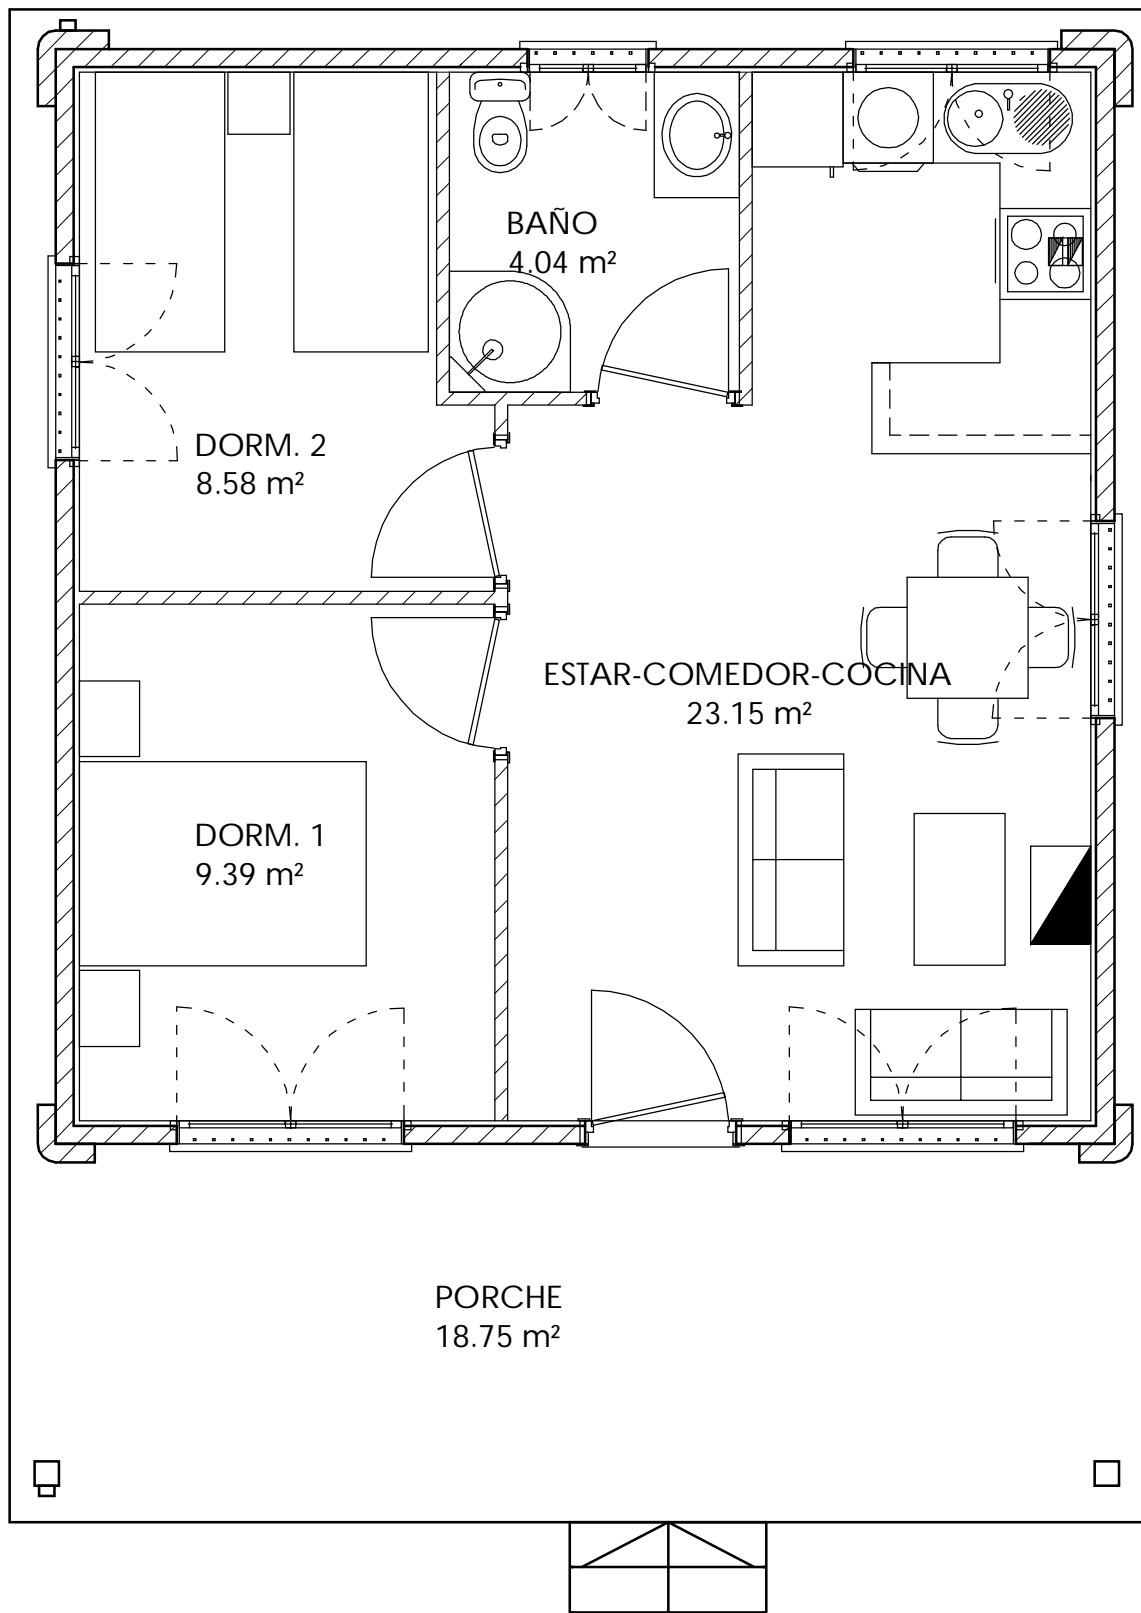 BAÑO
4.04 m²
DORM. 2
8.58 m²
ESTAR-COMEDOR-COCINA
23.15 m²
DORM. 1
9.39 m²
PORCHE
18.75 m²